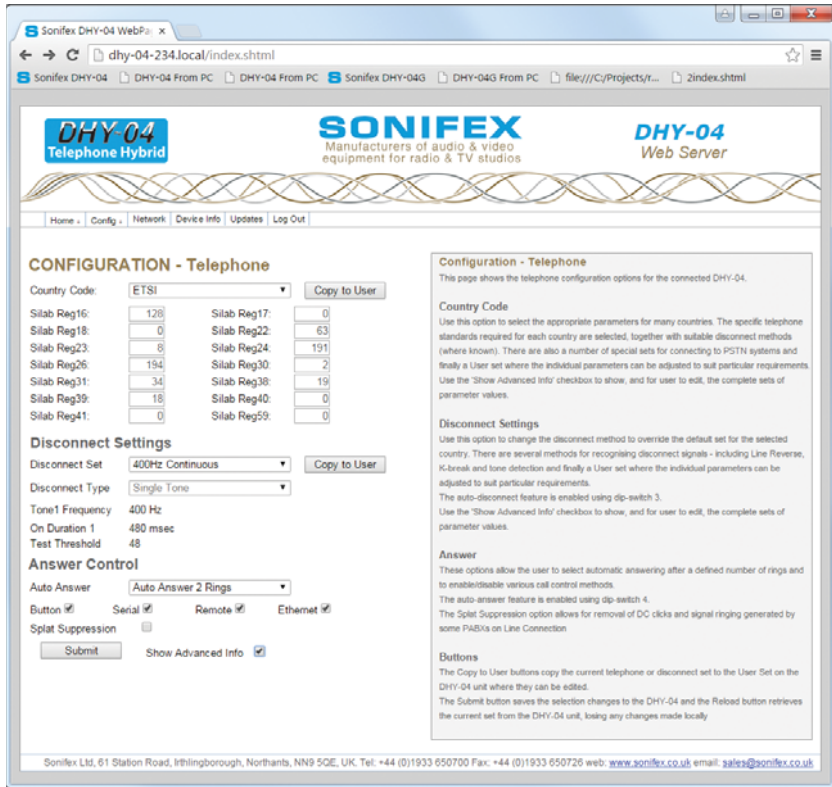 Sonifex DHY-04 WebPa
dhy-04-234.local/index.shtml
Sonifex DHY-04 DHY-04 From PC DHY-04 From PC Sonifex DHY-04G DHY-04G From PC file:///C:/Projects/r... 2index.shtml
DHY-04
Telephone Hybrid
SONIFEX
Manufacturers of audio & video
equipment for radio & TV studios
DHY-04
Web Server
Home Config Network Device Info Updates Log Out
CONFIGURATION - Telephone
Country Code: ETSI Copy to User
Silab Reg16: 128 Silab Reg17: 0
Silab Reg18: 0 Silab Reg22: 63
Silab Reg23: 8 Silab Reg24: 191
Silab Reg26: 194 Silab Reg30: 2
Silab Reg31: 34 Silab Reg38: 19
Silab Reg39: 18 Silab Reg40: 0
Silab Reg41: 0 Silab Reg59: 0
Disconnect Settings
Disconnect Set 400Hz Continuous Copy to User
Disconnect Type Single Tone
Tone1 Frequency 400 Hz
On Duration 1 480 msec
Test Threshold 48
Answer Control
Auto Answer Auto Answer 2 Rings
Button Serial Remote Ethernet
Splat Suppression
Submit Show Advanced Info
Configuration - Telephone
This page shows the telephone configuration options for the connected DHY-04.
Country Code
Use this option to select the appropriate parameters for many countries. The specific telephone
standards required for each country are selected, together with suitable disconnect methods
(where known). There are also a number of special sets for connecting to PSTN systems and
finally a User set where the individual parameters can be adjusted to suit particular requirements
Use the 'Show Advanced Info' checkbox to show, and for user to edit, the complete sets of
parameter values.
Disconnect Settings
Use this option to change the disconnect method to override the default set for the selected
country. There are several methods for recognising disconnect signals - including Line Reverse,
K-break and tone detection and finally a User set where the individual parameters can be
adjusted to suit particular requirements.
The auto-disconnect feature is enabled using dip-switch 3.
Use the 'Show Advanced Info' checkbox to show, and for user to edit, the complete sets of
parameter values.
Answer
These options allow the user to select automatic answering after a defined number of rings and
to enable/disable various call control methods.
The auto-answer feature is enabled using dip-switch 4.
The Splat Suppression option allows for removal of DC clicks and signal ringing generated by
some PABXs on Line Connection
Buttons
The Copy to User buttons copy the current telephone or disconnect set to the User Set on the
DHY-04 unit where they can be edited.
The Submit button saves the selection changes to the DHY-04 and the Reload button retrieves
the current set from the DHY-04 unit, losing any changes made locally
Sonifex Ltd, 61 Station Road, Irthlingborough, Northants, NN9 5QE, UK. Tel: +44 (0)1933 650700 Fax: +44 (0)1933 650726 web: www.sonifex.co.uk email: sales@sonifex.co.uk